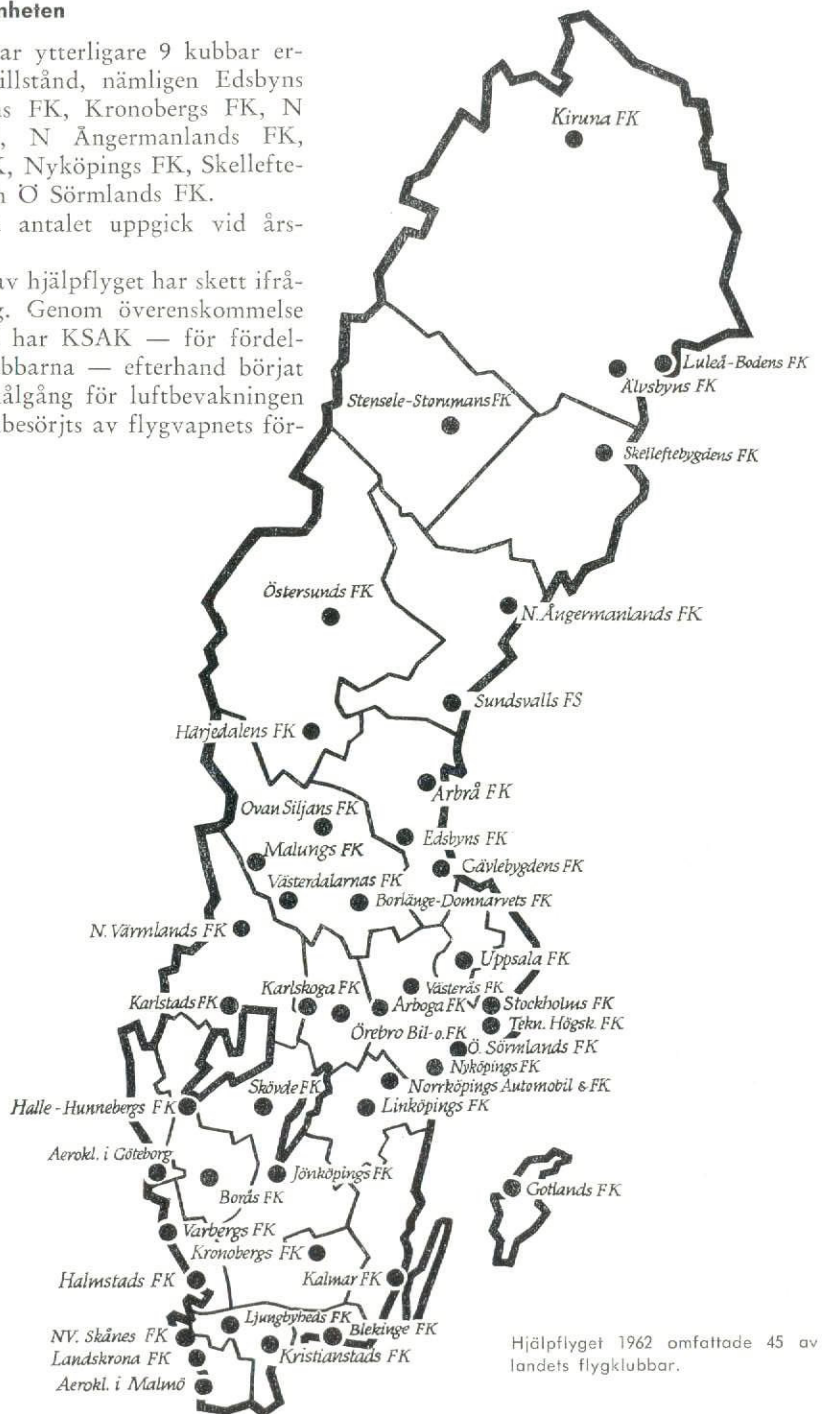 nheten
ar ytterligare 9 kubbar er-
illstånd, nämligen Edsbyns
ns FK, Kronobergs FK, N
, N Ångermanlands FK,
K, Nyköpings FK, Skellefte-
n Ö Sörmlands FK.
antalet uppgick vid års-
av hjälpflyget har skett ifrå-
g. Genom överenskommelse
har KSAK — för fördel-
bbarna — efterhand börjat
ålgång för luftbevakningen
besörjts av flygvapnets för-
Kiruna FK
Luleå-Bodens FK
Älvsbyns FK
Stensele-StorumansFK
Skelleftebygdens FK
Östersunds FK
N.Ångermanlands FK
Sundsvalls FS
Härjedalens FK
Arbrå FK
Ovan Siljans FK
Edsbyns FK
Malungs FK
Gävlebygdens FK
Västerdalarnas FK
Borlänge-Domnarvets FK
N. Värmlands FK
Uppsala FK
Västerås FK
Karlskoga FK
Karlstads FK
Arboga FK
Stockholms FK
Örebro Bil-o.FK
Tekn. Högsk. FK
Ö. Sörmlands FK
Nyköpings FK
Norrköpings Automobil & FK
Skövde FK
Halle-Hunnebergs FK
Linköpings FK
Aerokl. i Göteborg
Jönköpings FK
Borås FK
Gotlands FK
Varbergs FK
Kronobergs FK
Halmstads FK
Kalmar FK
Ljungbyheds FK
Blekinge FK
NV. Skånes FK
Landskrona FK
Kristianstads FK
Aerokl. i Malmö
Hjälpflyget 1962 omfattade 45 av
landets flygklubbar.